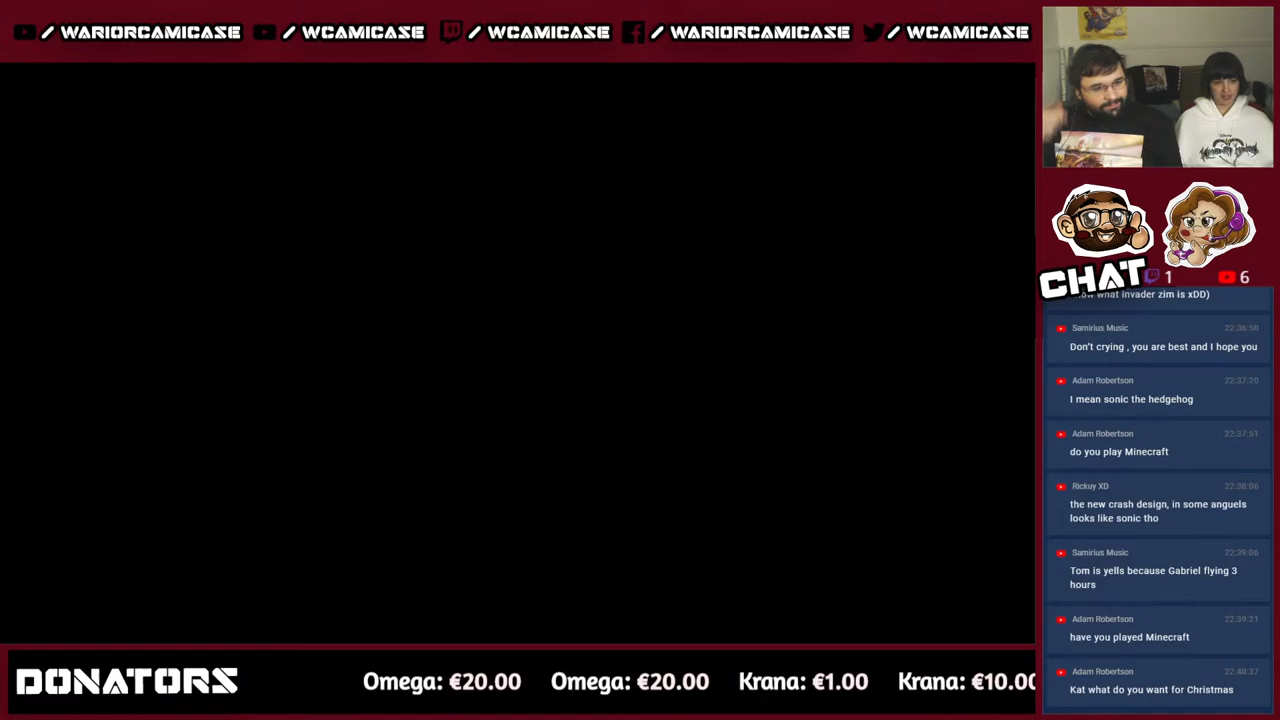 / WARIORCAMICASE
/ WCAMICASE
/ WCAMICASE
/ WARIORCAMICASE
/ WCAMICASE
CHAT
1
6
what invader zim is xDD)
Samirius Music 22:36:50
Don't crying , you are best and I hope you
Adam Robertson 22:37:20
I mean sonic the hedgehog
Adam Robertson 22:37:51
do you play Minecraft
Rickuy XD 22:38:06
the new crash design, in some anguels
looks like sonic tho
Samirius Music 22:39:06
Tom is yells because Gabriel flying 3
hours
Adam Robertson 22:39:21
have you played Minecraft
Adam Robertson 22:40:37
Kat what do you want for Christmas
DONATORS
Omega: €20.00 Omega: €20.00 Krana: €1.00 Krana: €10.00